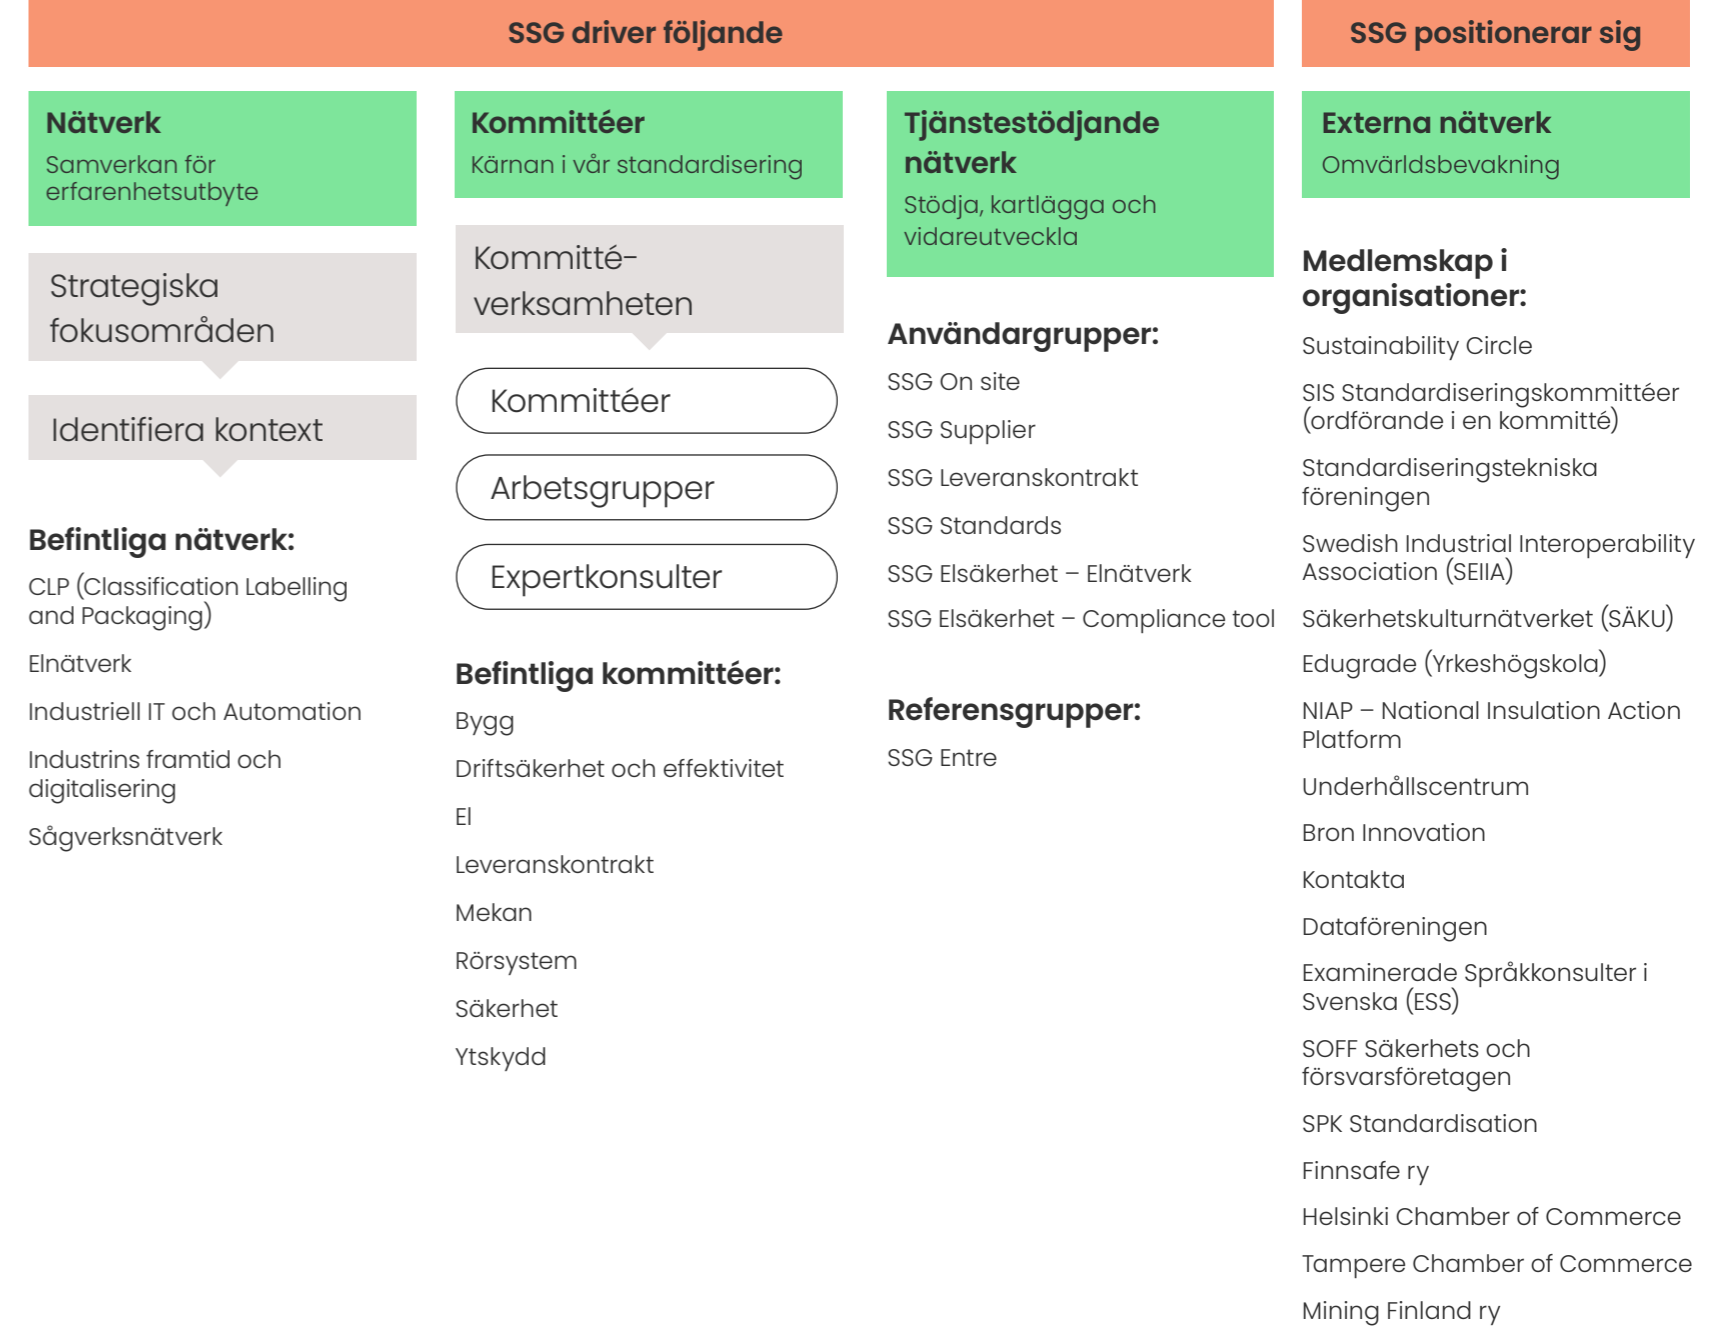 SSG driver följande
SSG positionerar sig
Nätverk
Samverkan för
erfarenhetsutbyte
Strategiska
fokusområden
Identifiera kontext
Befintliga nätverk:
CLP (Classification Labelling
and Packaging)
Elnätverk
Industriell IT och Automation
Industrins framtid och
digitalisering
Sågverksnätverk
Kommittéer
Kärnan i vår standardisering
Kommitté-
verksamheten
Kommittéer
Arbetsgrupper
Expertkonsulter
Befintliga kommittéer:
Bygg
Driftsäkerhet och effektivitet
El
Leveranskontrakt
Mekan
Rörsystem
Säkerhet
Ytskydd
Tjänstestödjande
nätverk
Stödja, kartlägga och
vidareutveckla
Användargrupper:
SSG On site
SSG Supplier
SSG Leveranskontrakt
SSG Standards
SSG Elsäkerhet – Elnätverk
SSG Elsäkerhet – Compliance tool
Referensgrupper:
SSG Entre
Externa nätverk
Omvärldsbevakning
Medlemskap i
organisationer:
Sustainability Circle
SIS Standardiseringskommittéer
(ordförande i en kommitté)
Standardiseringstekniska
föreningen
Swedish Industrial Interoperability
Association (SEIIA)
Säkerhetskulturnätverket (SÄKU)
Edugrade (Yrkeshögskola)
NIAP – National Insulation Action
Platform
Underhållscentrum
Bron Innovation
Kontakta
Dataföreningen
Examinerade Språkkonsulter i
Svenska (ESS)
SOFF Säkerhets och
försvarsföretagen
SPK Standardisation
Finnsafe ry
Helsinki Chamber of Commerce
Tampere Chamber of Commerce
Mining Finland ry